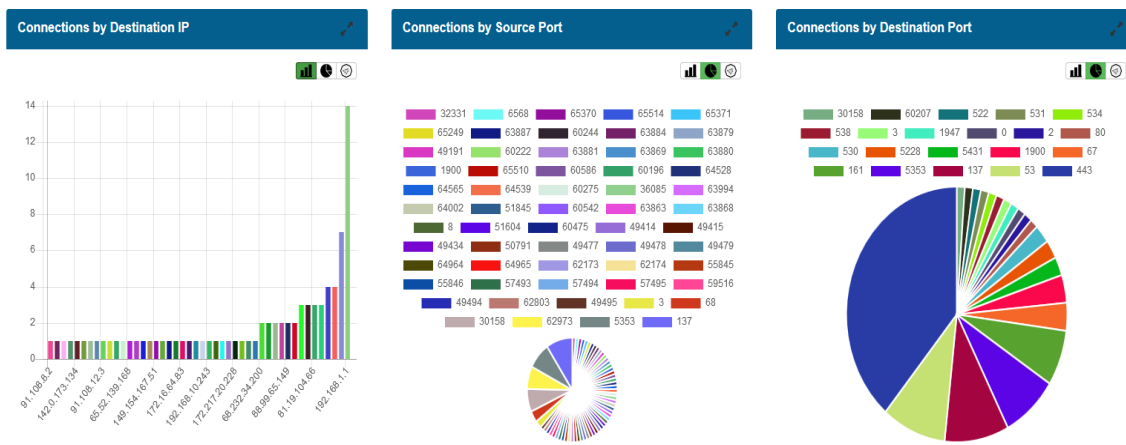 Connections by Destination IP
14
12
10
8
6
4
2
0
91.108.8.2
142.0.173.134
91.108.12.3
65.52.139.168
149.154.167.51
172.164.83
192.168.10.243
172.217.20.228
68.232.34.200
88.99.65.149
81.19.104.66
192.168.1.1
Connections by Source Port
32331 6568 65370 65514 65371
65249 63887 60244 63884 63879
49191 60222 63881 63869 63880
1900 65510 60586 60196 64528
64565 64539 60275 36085 63994
64002 51845 60542 63863 63868
8 51604 60475 49414 49415
49434 50791 49477 49478 49479
64964 64965 62173 62174 55845
55846 57493 57494 57495 59516
49494 62803 49495 3 68
30158 62973 5353 137
Connections by Destination Port
30158 60207 522 531 534
538 3 1947 0 2 80
530 5228 5431 1900 67
161 5353 137 53 443